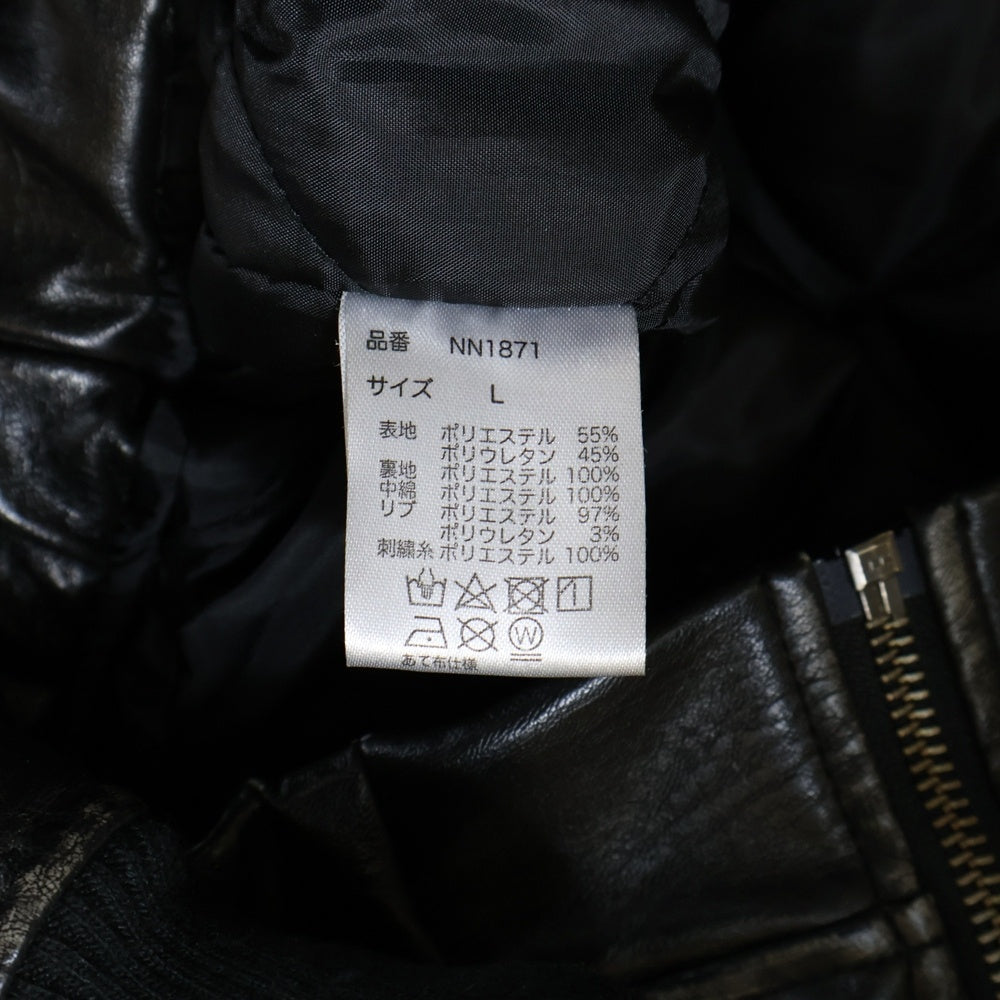 品番 NN1871
サイズ L
表地 ポリエステル 55%
ポリウレタン 45%
裏地 ポリエステル 100%
中綿 ポリエステル 100%
リブ ポリエステル 97%
ポリウレタン 3%
刺繍糸 ポリエステル 100%
W
あて布仕様